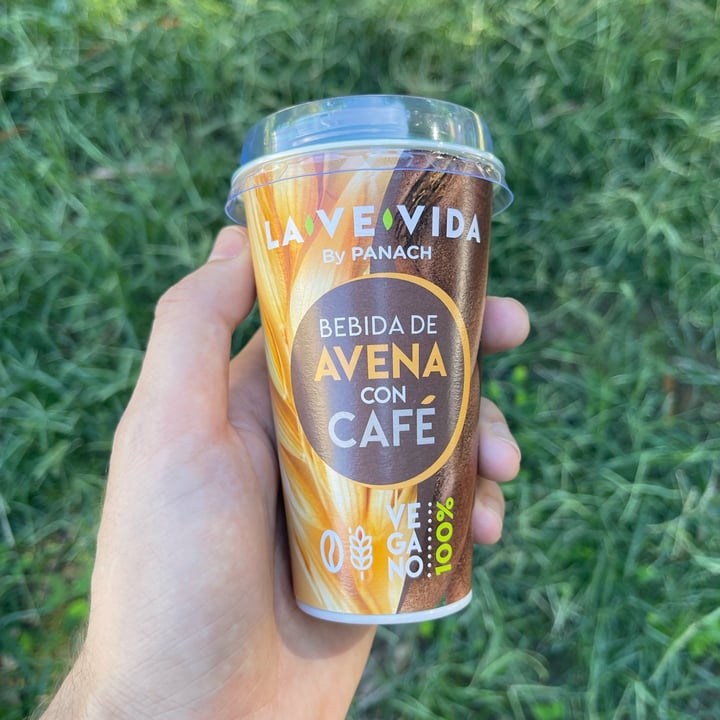 LA VE VIDA
By PANACH
BEBIDA DE
AVENA
CON
CAFÉ
VE
GA
NO
100%